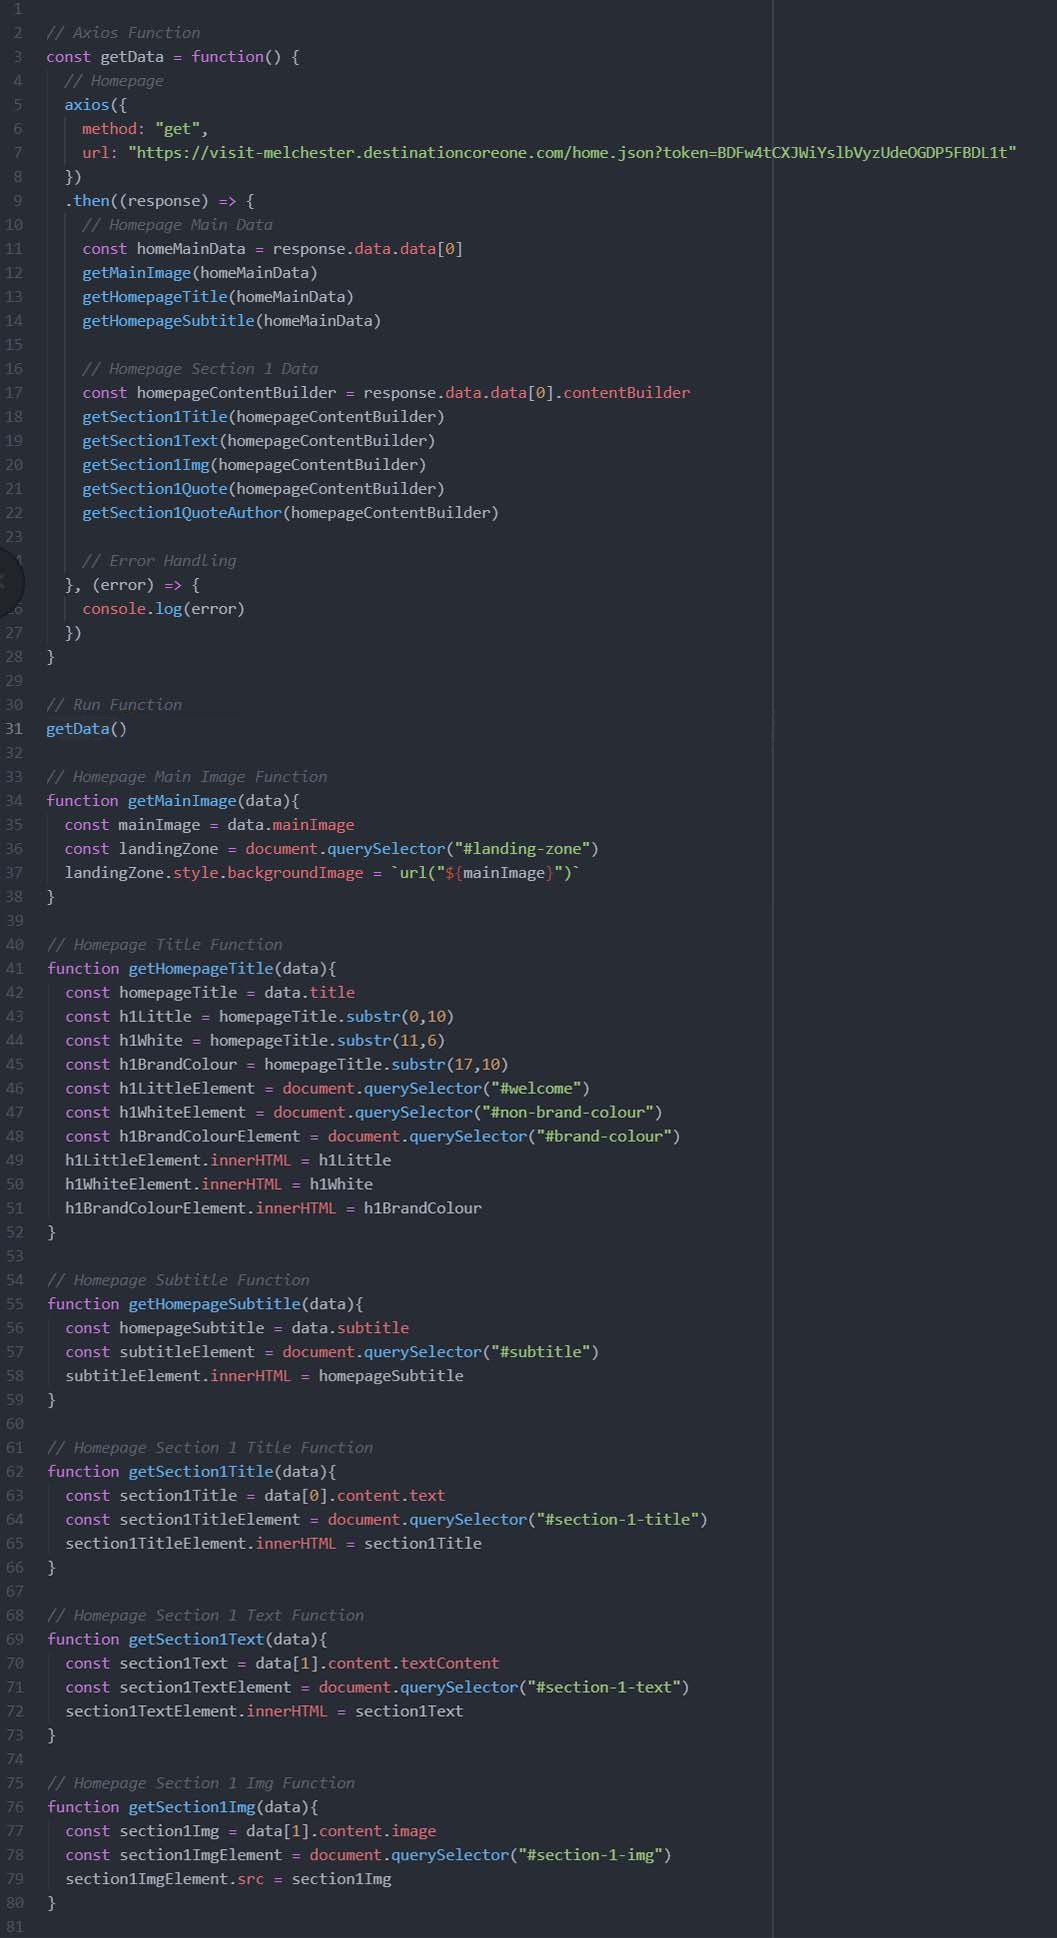 1
2 // Axios Function
3 const getData = function() {
4 // Homepage
5 axios({
6 method: "get",
7 url: "https://visit-melchester.destinationcoreone.com/home.json?token=BDFw4tCXJWiYslbVyzUdeOGDP5FBDL1t"
8 })
9 .then((response) => {
10 // Homepage Main Data
11 const homeMainData = response.data.data[0]
12 getMainImage(homeMainData)
13 getHomepageTitle(homeMainData)
14 getHomepageSubtitle(homeMainData)
15
16 // Homepage Section 1 Data
17 const homepageContentBuilder = response.data.data[0].contentBuilder
18 getSection1Title(homepageContentBuilder)
19 getSection1Text(homepageContentBuilder)
20 getSection1Img(homepageContentBuilder)
21 getSection1Quote(homepageContentBuilder)
22 getSection1QuoteAuthor(homepageContentBuilder)
23
// Error Handling
}, (error) => {
console.log(error)
27 })
28 }
29
30 // Run Function
31 getData()
32
33 // Homepage Main Image Function
34 function getMainImage(data){
35 const mainImage = data.mainImage
36 const landingZone = document.querySelector("#landing-zone")
37 landingZone.style.backgroundImage = `url("${mainImage}")`
38 }
39
40 // Homepage Title Function
41 function getHomepageTitle(data){
42 const homepageTitle = data.title
43 const h1Little = homepageTitle.substr(0,10)
44 const h1White = homepageTitle.substr(11,6)
45 const h1BrandColour = homepageTitle.substr(17,10)
46 const h1LittleElement = document.querySelector("#welcome")
47 const h1WhiteElement = document.querySelector("#non-brand-colour")
48 const h1BrandColourElement = document.querySelector("#brand-colour")
49 h1LittleElement.innerHTML = h1Little
50 h1WhiteElement.innerHTML = h1White
51 h1BrandColourElement.innerHTML = h1BrandColour
52 }
53
54 // Homepage Subtitle Function
55 function getHomepageSubtitle(data){
56 const homepageSubtitle = data.subtitle
57 const subtitleElement = document.querySelector("#subtitle")
58 subtitleElement.innerHTML = homepageSubtitle
59 }
60
61 // Homepage Section 1 Title Function
62 function getSection1Title(data){
63 const section1Title = data[0].content.text
64 const section1TitleElement = document.querySelector("#section-1-title")
65 section1TitleElement.innerHTML = section1Title
66 }
67
68 // Homepage Section 1 Text Function
69 function getSection1Text(data){
70 const section1Text = data[1].content.textContent
71 const section1TextElement = document.querySelector("#section-1-text")
72 section1TextElement.innerHTML = section1Text
73 }
74
75 // Homepage Section 1 Img Function
76 function getSection1Img(data){
77 const section1Img = data[1].content.image
78 const section1ImgElement = document.querySelector("#section-1-img")
79 section1ImgElement.src = section1Img
80 }
81